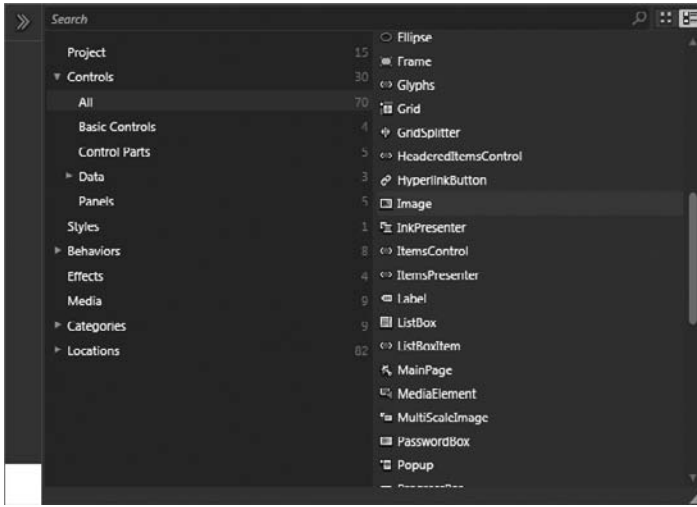 Search
Project 15
Controls 30
All 70
Basic Controls 4
Control Parts 5
Data 3
Panels 5
Styles 1
Behaviors 8
Effects 4
Media 9
Categories 9
Locations 82
Ellipse
Frame
Glyphs
Grid
GridSplitter
HeaderedItemsControl
HyperlinkButton
Image
InkPresenter
ItemsControl
ItemsPresenter
Label
ListBox
ListBoxItem
MainPage
MediaElement
MultiScaleImage
PasswordBox
Popup